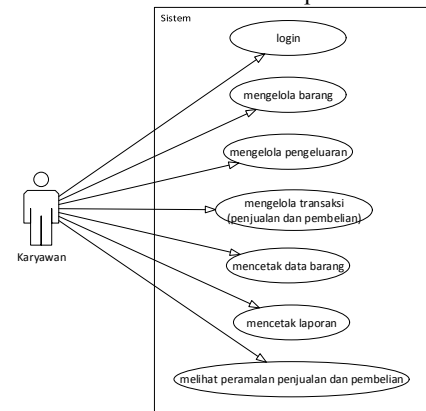 Sistem
login
mengelola barang
mengelola pengeluaran
mengelola transaksi
(penjualan dan pembelian)
Karyawan
mencetak data barang
mencetak laporan
melihat peramalan penjualan dan pembelian